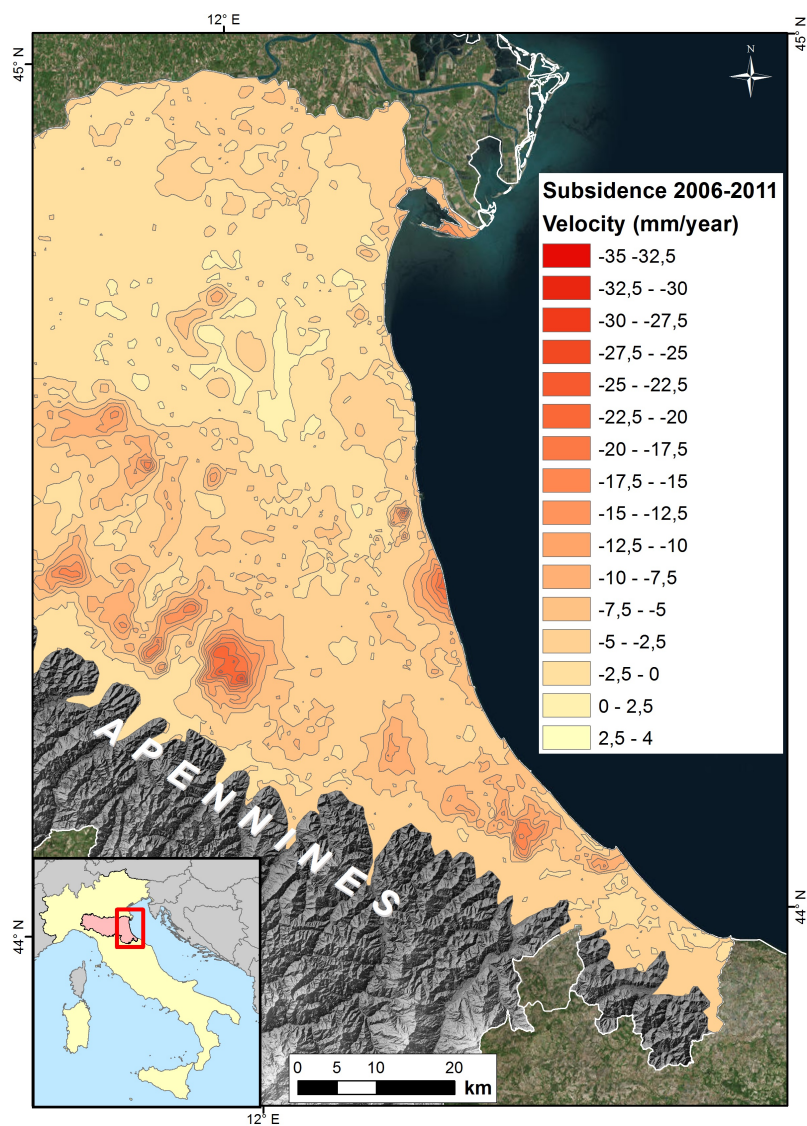 12° E
45° N
45° N
N
Subsidence 2006-2011
Velocity (mm/year)
-35 -32,5
-32,5 - -30
-30 - -27,5
-27,5 - -25
-25 - -22,5
-22,5 - -20
-20 - -17,5
-17,5 - -15
-15 - -12,5
-12,5 - -10
-10 - -7,5
-7,5 - -5
-5 - -2,5
-2,5 - 0
0 - 2,5
2,5 - 4
APENNINES
44° N
44° N
0 5 10 20
km
12° E